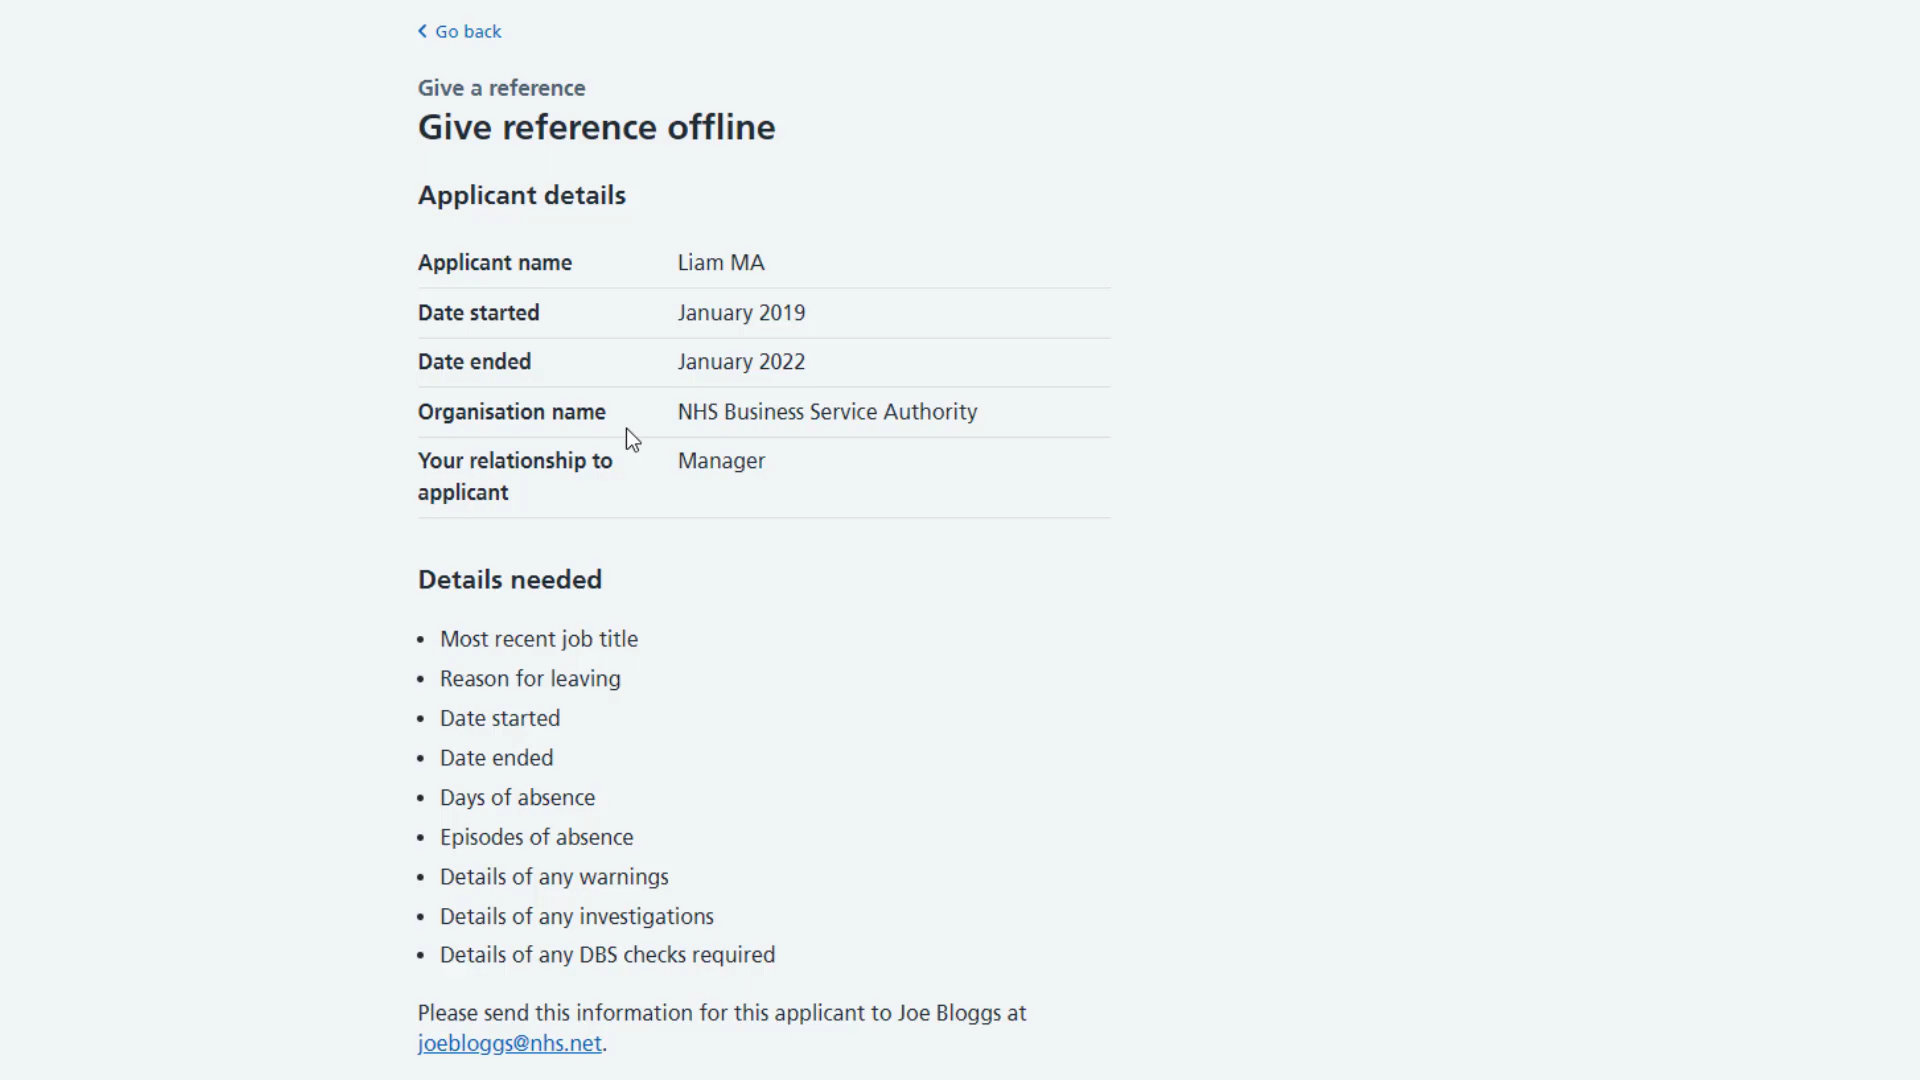 Go back
Give a reference
Give reference offline
Applicant details
Applicant name Liam MA
Date started January 2019
Date ended January 2022
Organisation name NHS Business Service Authority
Your relationship to applicant Manager
Details needed
• Most recent job title
• Reason for leaving
• Date started
• Date ended
• Days of absence
• Episodes of absence
• Details of any warnings
• Details of any investigations
• Details of any DBS checks required
Please send this information for this applicant to Joe Bloggs at
joebloggs@nhs.net.